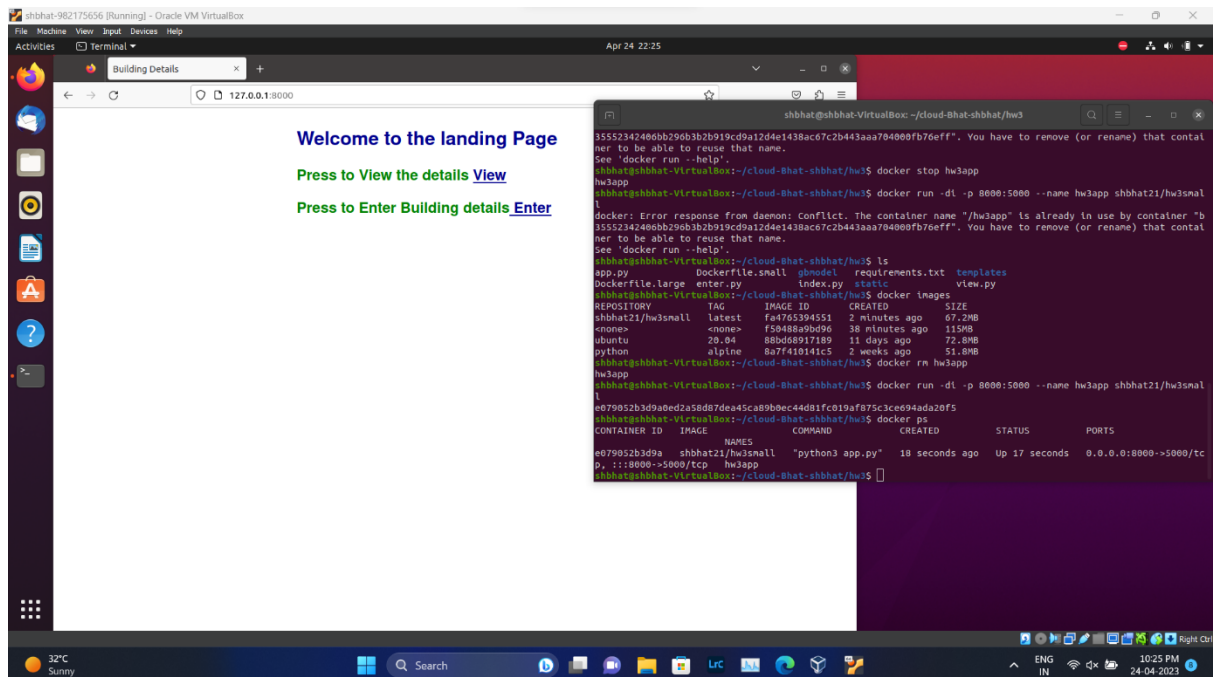 shbhat-982175656 [Running] - Oracle VM VirtualBox
File Machine View Input Devices Help
Activities Terminal Apr 24 22:25
Building Details
127.0.0.1:8000
Welcome to the landing Page
Press to View the details View
Press to Enter Building details Enter
shbhat@shbhat-VirtualBox: ~/cloud-Bhat-shbhat/hw3
35552342406bb296b3b2b919cd9a12d4e1438ac67c2b443aaa704000fb76eff". You have to remove (or rename) that contai
ner to be able to reuse that name.
See 'docker run --help'.
shbhat@shbhat-VirtualBox:~/cloud-Bhat-shbhat/hw3$ docker stop hw3app
hw3app
shbhat@shbhat-VirtualBox:~/cloud-Bhat-shbhat/hw3$ docker run -di -p 8000:5000 --name hw3app shbhat21/hw3smal
l
docker: Error response from daemon: Conflict. The container name "/hw3app" is already in use by container "b
35552342406bb296b3b2b919cd9a12d4e1438ac67c2b443aaa704000fb76eff". You have to remove (or rename) that contai
ner to be able to reuse that name.
See 'docker run --help'.
shbhat@shbhat-VirtualBox:~/cloud-Bhat-shbhat/hw3$ ls
app.py Dockerfile.small gbmodel requirements.txt templates
Dockerfile.large enter.py index.py static view.py
shbhat@shbhat-VirtualBox:~/cloud-Bhat-shbhat/hw3$ docker images
REPOSITORY TAG IMAGE ID CREATED SIZE
shbhat21/hw3small latest fa4765394551 2 minutes ago 67.2MB
<none> <none> f50488a9bd96 38 minutes ago 115MB
ubuntu 20.04 88bd68917189 11 days ago 72.8MB
python alpine 8a7f410141c5 2 weeks ago 51.8MB
shbhat@shbhat-VirtualBox:~/cloud-Bhat-shbhat/hw3$ docker rm hw3app
hw3app
shbhat@shbhat-VirtualBox:~/cloud-Bhat-shbhat/hw3$ docker run -di -p 8000:5000 --name hw3app shbhat21/hw3smal
l
e079052b3d9a0ed2a58d87dea45ca89b0ec44d81fc019af875c3ce694ada20f5
shbhat@shbhat-VirtualBox:~/cloud-Bhat-shbhat/hw3$ docker ps
CONTAINER ID IMAGE COMMAND CREATED STATUS PORTS
NAMES
e079052b3d9a shbhat21/hw3small "python3 app.py" 18 seconds ago Up 17 seconds 0.0.0.0:8000->5000/tc
p, :::8000->5000/tcp hw3app
shbhat@shbhat-VirtualBox:~/cloud-Bhat-shbhat/hw3$
Right Ctrl
32°C
Sunny
Search
LrC
ENG
IN
10:25 PM
24-04-2023